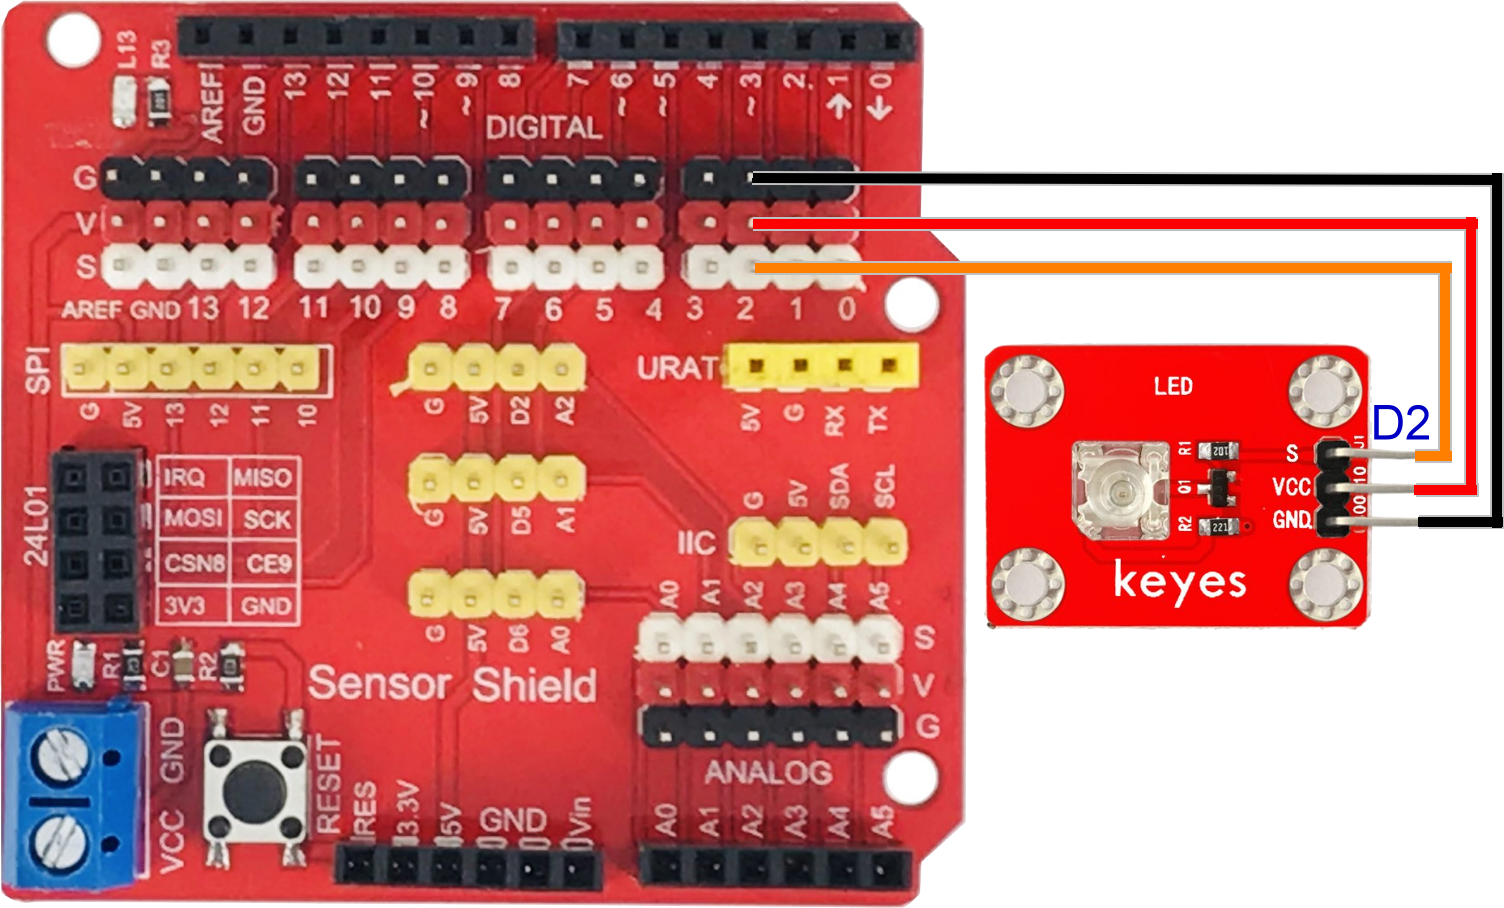 L13
R3
AREF
GND
13
12
11
~10
~9
8
7
~6
~5
4
~3
2
→1
←0
DIGITAL
G
V
S
AREF GND 13 12 11 10 9 8 7 6 5 4 3 2 1 0
SPI
G
5V
13
12
11
10
G
5V
D2
A2
URAT
5V
G
RX
TX
24L01
IRQ MISO
MOSI SCK
CSN8 CE9
3V3 GND
G
5V
D5
A1
G
5V
SDA
SCL
IIC
G
5V
D6
A0
A0
A1
A2
A3
A4
A5
S
V
G
ANALOG
PWR
R1
C1
R2
Sensor Shield
GND
VCC
RESET
RES
3.3V
5V
GND
Vin
A0
A1
A2
A3
A4
A5
LED
D2
R1
201
Q1
R2
221
S
VCC
GND
keyes